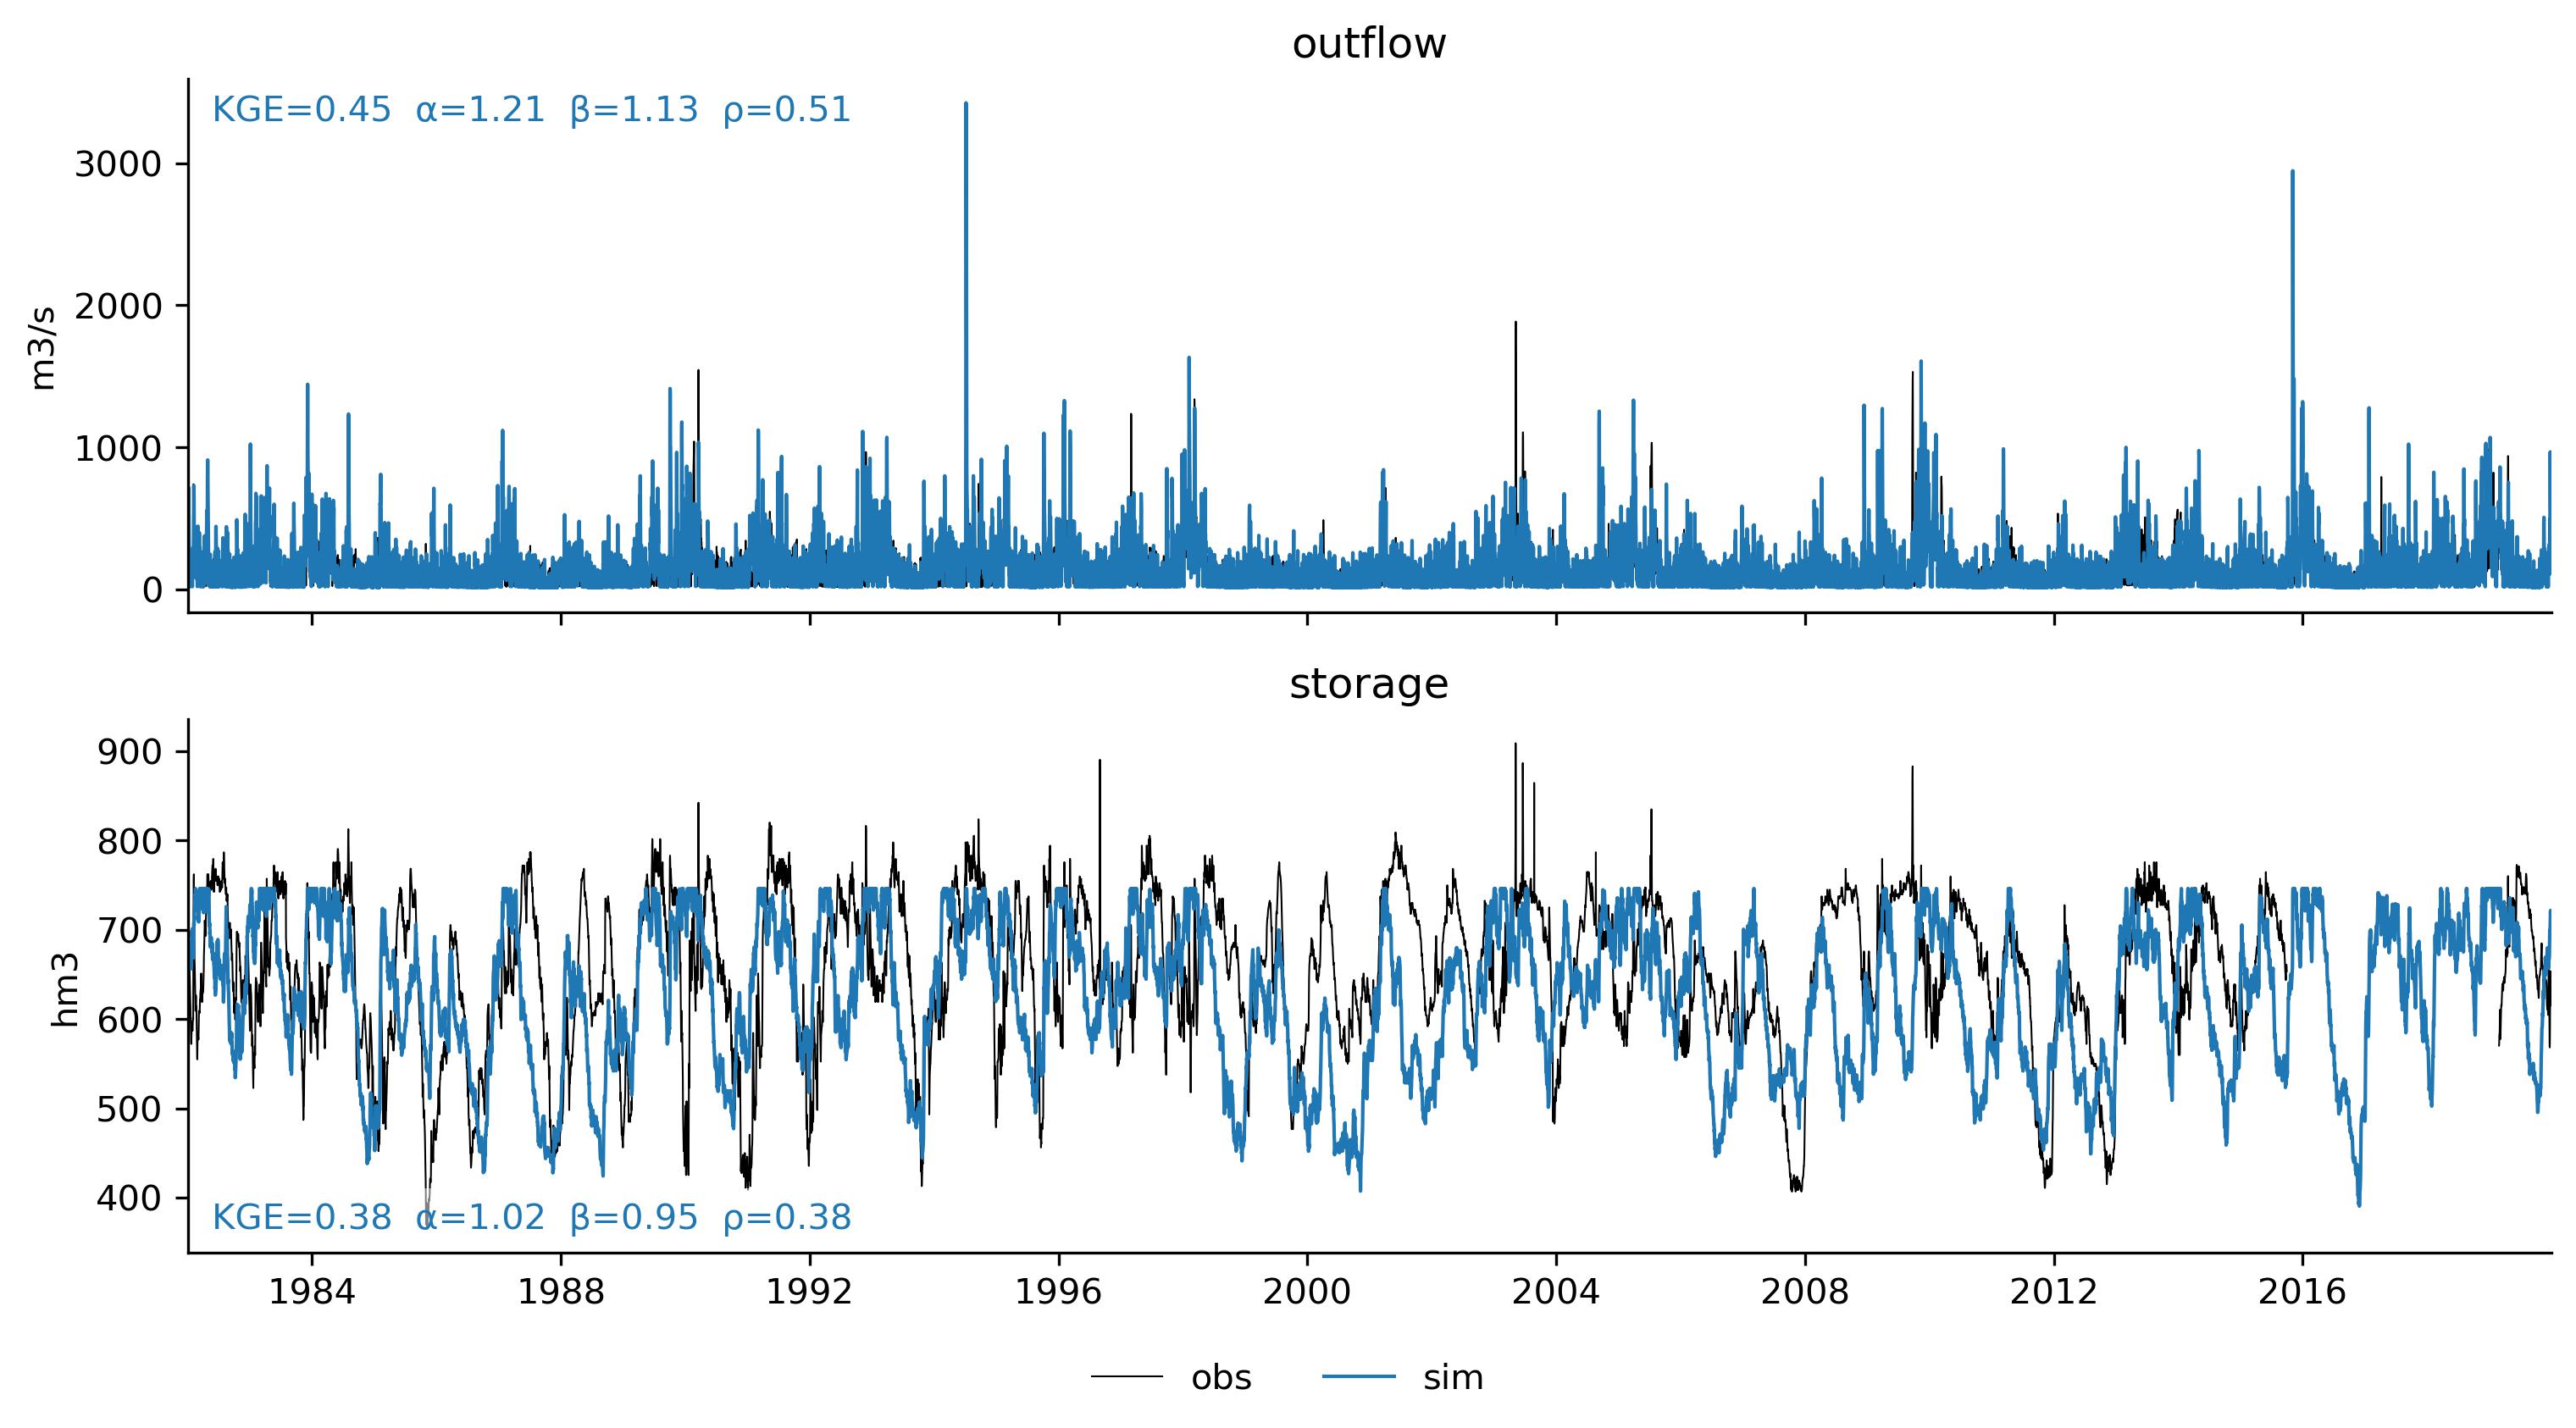 outflow
KGE=0.45 α=1.21 β=1.13 ρ=0.51
m3/s
3000
2000
1000
0
storage
hm3
900
800
700
600
500
400
KGE=0.38 α=1.02 β=0.95 ρ=0.38
1984 1988 1992 1996 2000 2004 2008 2012 2016
obs sim